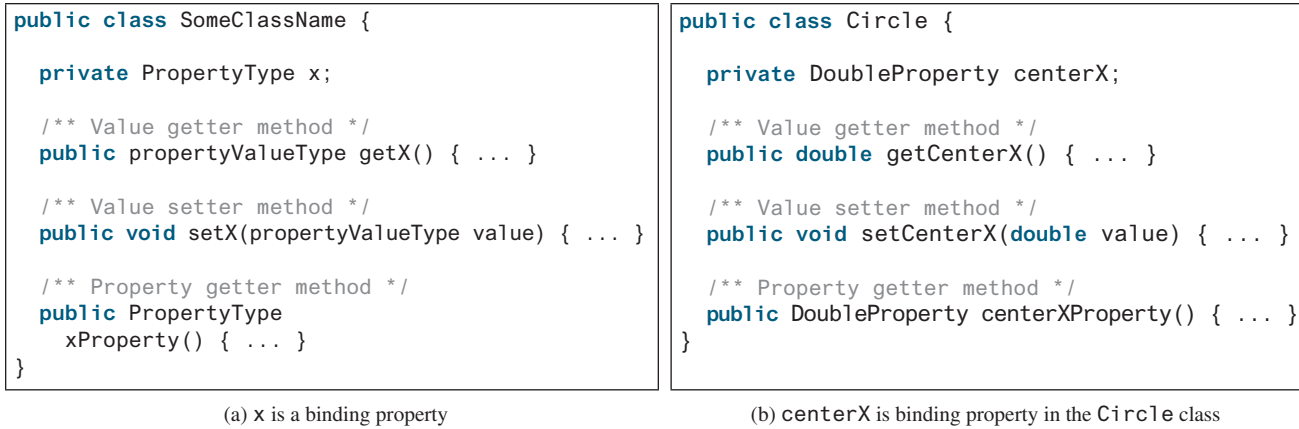 public class SomeClassName {
private PropertyType x;
/** Value getter method */
public propertyValueType getX() { ... }
/** Value setter method */
public void setX(propertyValueType value) { ... }
/** Property getter method */
public PropertyType
xProperty() { ... }
}
(a) x is a binding property
public class Circle {
private DoubleProperty centerX;
/** Value getter method */
public double getCenterX() { ... }
/** Value setter method */
public void setCenterX(double value) { ... }
/** Property getter method */
public DoubleProperty centerXProperty() { ... }
}
(b) centerX is binding property in the Circle class